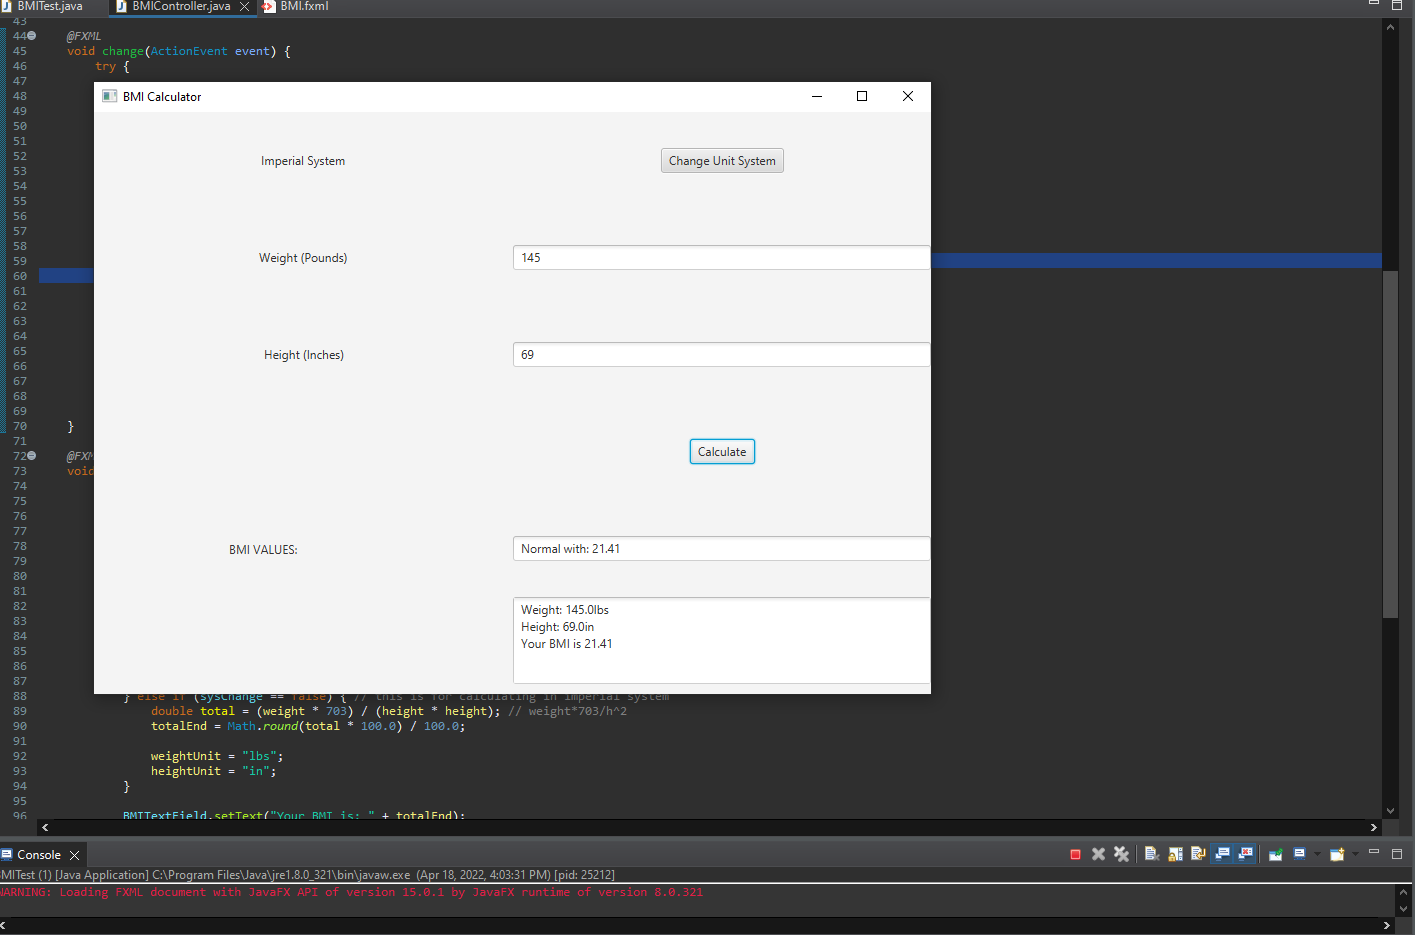 BMITest.java BMIController.java BMI.fxml
43
44 @FXML
45 void change(ActionEvent event) {
46 try {
47
48
49
50
51
52
53
54
55
56
57
58
59
60
61
62
63
64
65
66
67
68
69
70 }
71
72 @FX
73 void
74
75
76
77
78
79
80
81
82
83
84
85
86
87
BMI Calculator
Imperial System Change Unit System
Weight (Pounds) 145
Height (Inches) 69
Calculate
BMI VALUES: Normal with: 21.41
Weight: 145.0lbs
Height: 69.0in
Your BMI is 21.41
88 } else if (sysChange == false) { // this is for calculating in imperial system
89 double total = (weight * 703) / (height * height); // weight*703/h^2
90 totalEnd = Math.round(total * 100.0) / 100.0;
91
92 weightUnit = "lbs";
93 heightUnit = "in";
94 }
95
96 BMITextField.setText("Your BMI is: " + totalEnd);
Console
MITest (1) [Java Application] C:\Program Files\Java\jre1.8.0_321\bin\javaw.exe (Apr 18, 2022, 4:03:31 PM) [pid: 25212]
WARNING: Loading FXML document with JavaFX API of version 15.0.1 by JavaFX runtime of version 8.0.321